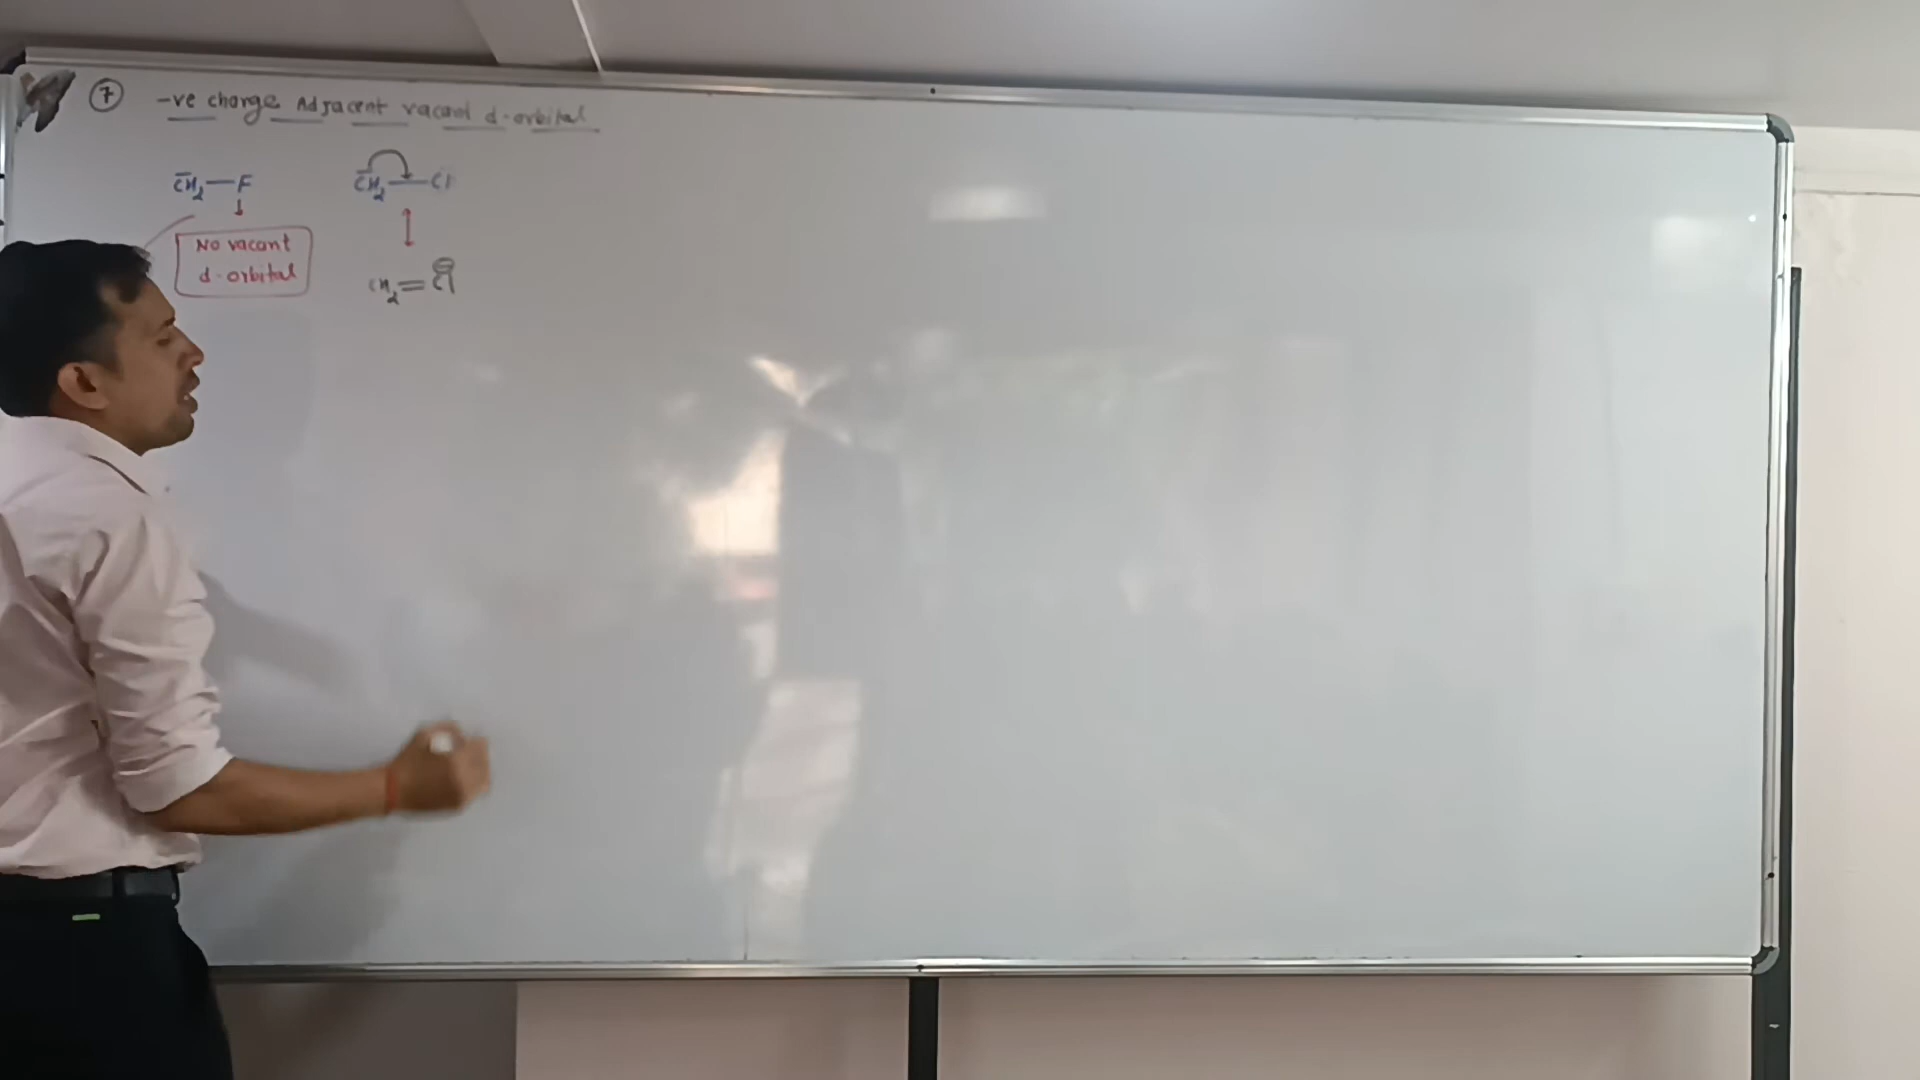 ⑦ -ve charge Adjacent vacant d-orbital
C̄H₂—F
↓
No vacant
d-orbital
C̄H₂—Cl
↕
CH₂=Cl⊖